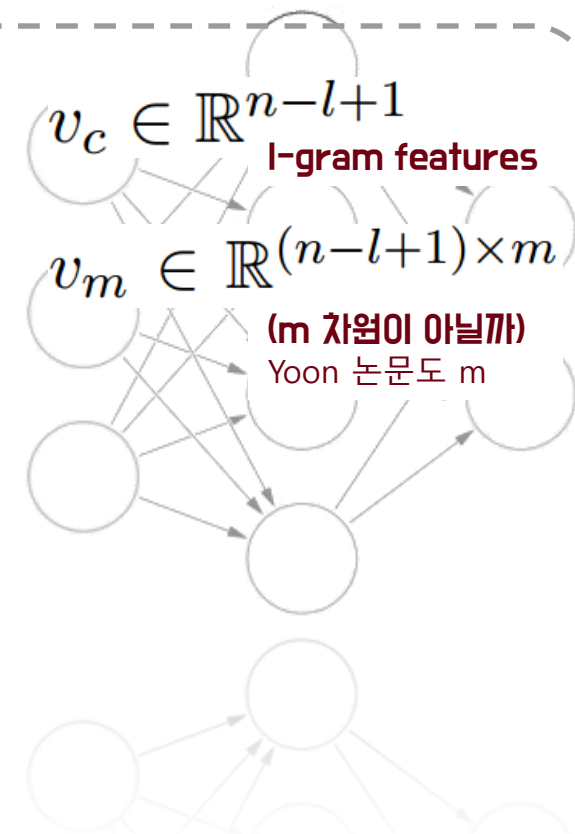 v_c ∈ ℝ^{n−l+1}
l-gram features
v_m ∈ ℝ^{(n−l+1)×m}
(m 차원이 아닐까)
Yoon 논문도 m